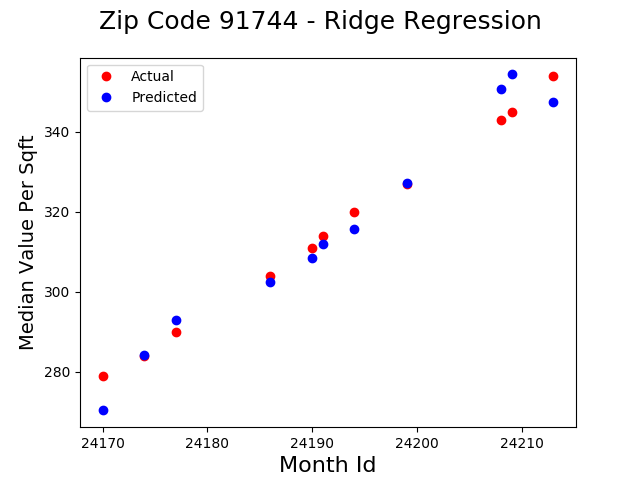 Zip Code 91744 - Ridge Regression
Actual
Predicted
Median Value Per Sqft
340
320
300
280
24170 24180 24190 24200 24210
Month Id